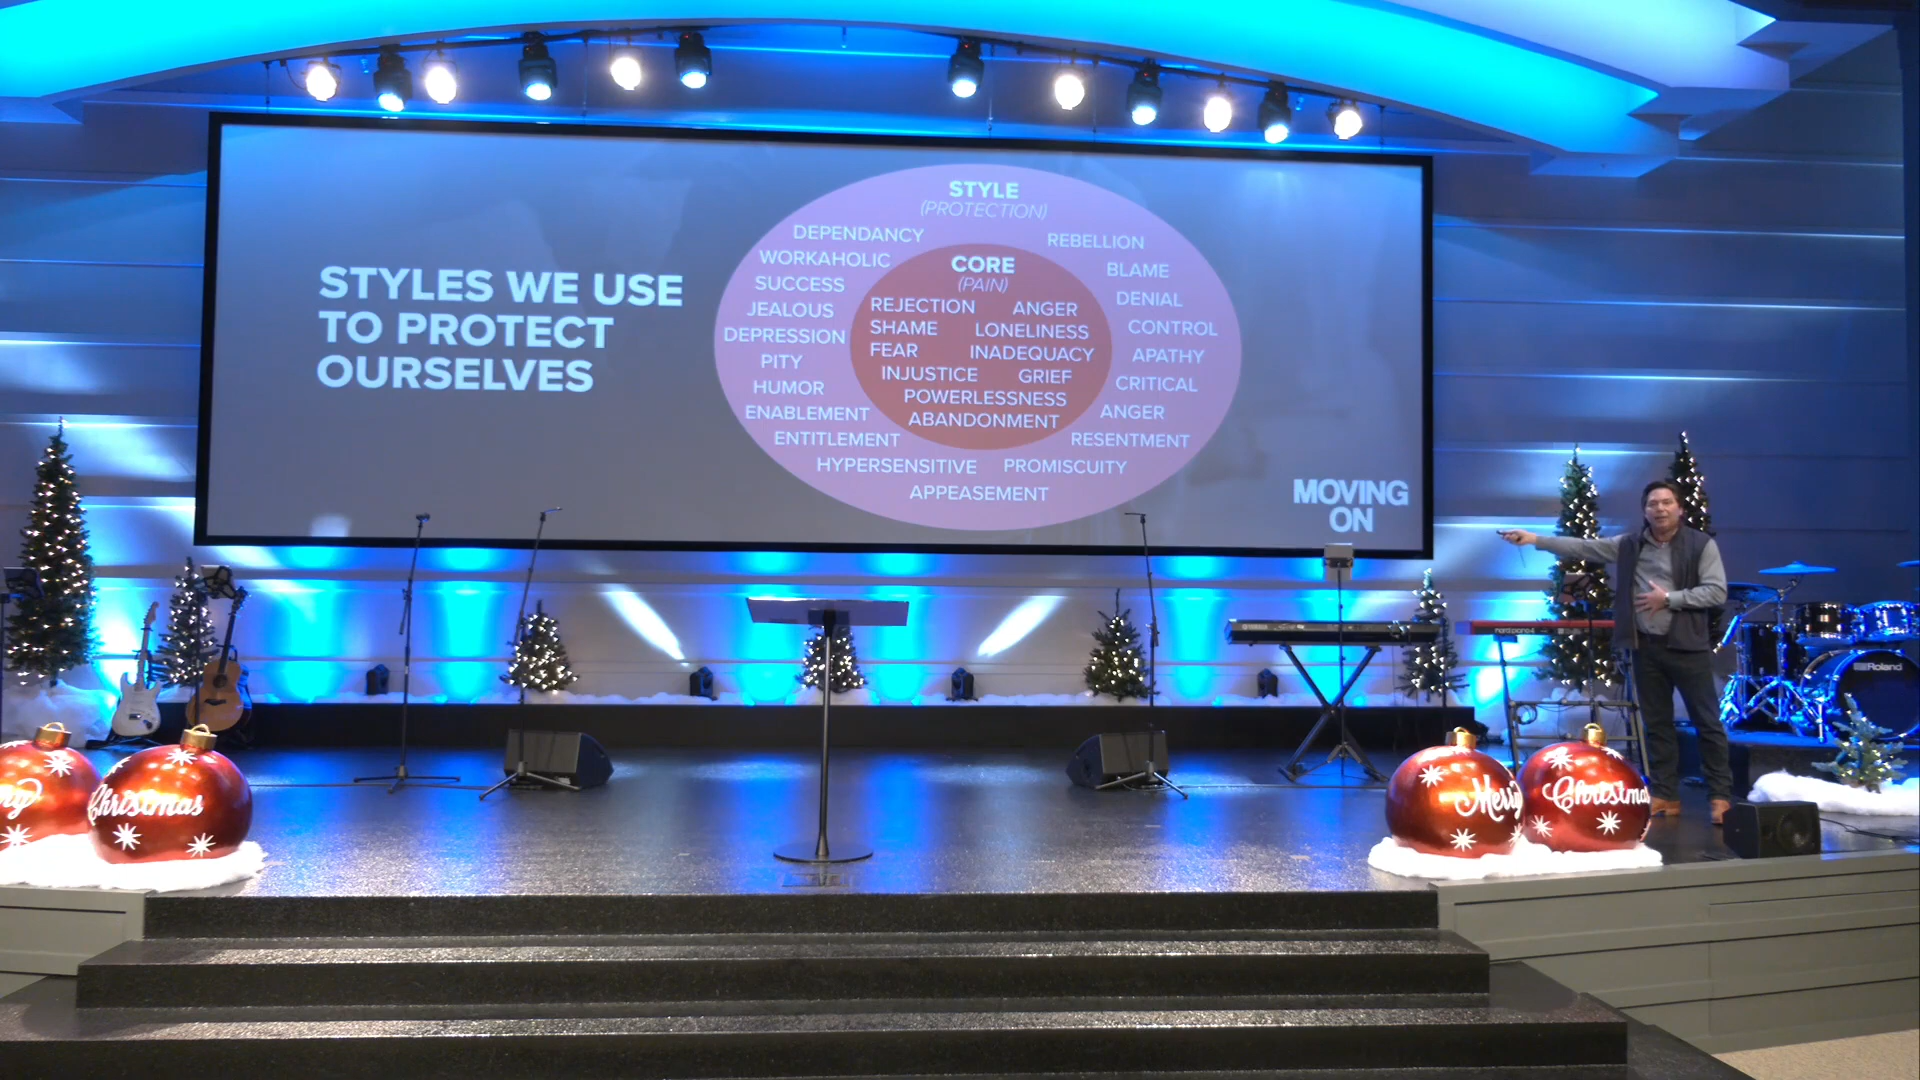 STYLES WE USE
TO PROTECT
OURSELVES
STYLE
(PROTECTION)
DEPENDANCY
WORKAHOLIC
SUCCESS
JEALOUS
DEPRESSION
PITY
HUMOR
ENABLEMENT
ENTITLEMENT
HYPERSENSITIVE
APPEASEMENT
REBELLION
BLAME
DENIAL
CONTROL
APATHY
CRITICAL
ANGER
RESENTMENT
PROMISCUITY
CORE
(PAIN)
REJECTION ANGER
SHAME LONELINESS
FEAR INADEQUACY
INJUSTICE GRIEF
POWERLESSNESS
ABANDONMENT
MOVING
ON
Christmas
Merry
Christmas
Roland